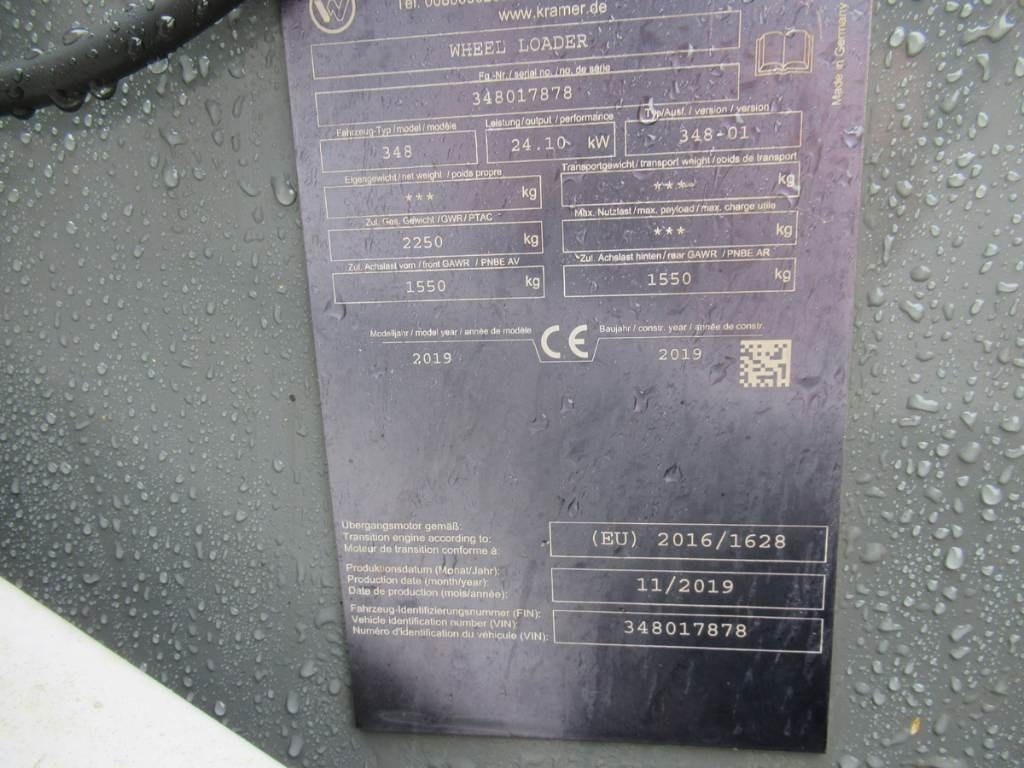 Tel.
www.kramer.de
WHEEL LOADER
Fg.-Nr./ serial no. / no. de série
348017878
Fahrzeug-Typ / model / modèle
Leistung / output / performance
Typ/Ausf. / version / version
348
24.10 kW
348-01
Eigengewicht / net weight / poids propre
Transportgewicht / transport weight / poids de transport
*** kg
*** kg
Zul. Ges. Gewicht / GWR / PTAC
Max. Nutzlast / max. payload / max. charge utile
2250 kg
*** kg
Zul. Achslast vorn / front GAWR / PNBE AV
Zul. Achslast hinten / rear GAWR / PNBE AR
1550 kg
1550 kg
Modelljahr / model year / année de modèle
CE
Baujahr / constr. year / année de constr.
2019
2019
Made in Germany
Übergangsmotor gemäß:
Transition engine according to:
Moteur de transition conforme à:
(EU) 2016/1628
Produktionsdatum (Monat/Jahr):
Production date (month/year):
Date de production (mois/année):
11/2019
Fahrzeug-Identifizierungsnummer (FIN):
Vehicle identification number (VIN):
Numéro d'identification du véhicule (VIN):
348017878